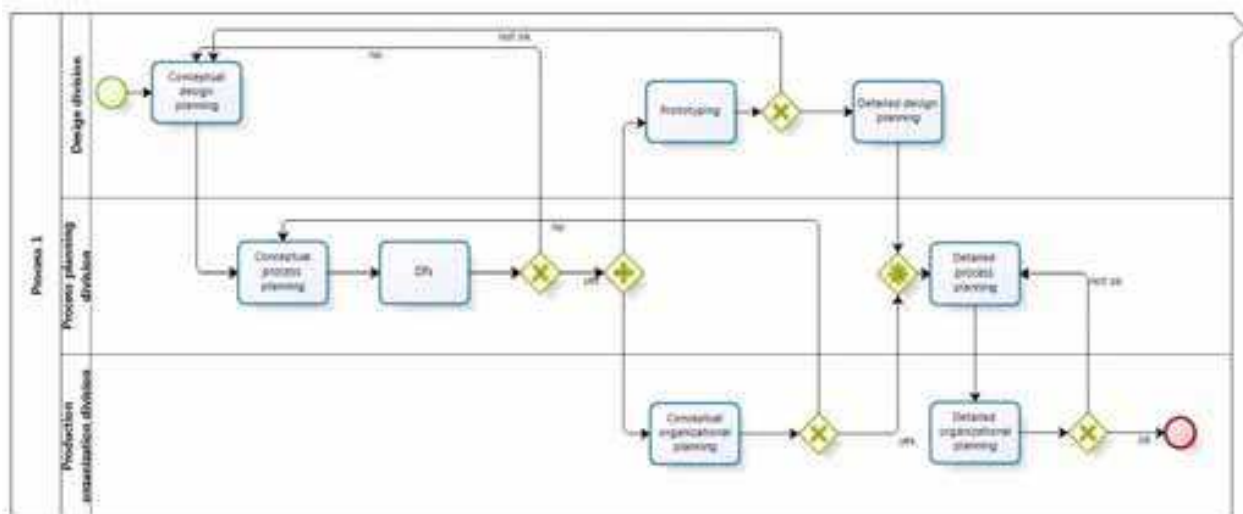 Process 1
Design division
Process planning
division
Production
organization division
not ok
no
Conceptual
design
planning
Prototyping
Detailed design
planning
no
Conceptual
process
planning
yes
Detailed
process
planning
not ok
Conceptual
organizational
planning
yes
Detailed
organizational
planning
ok